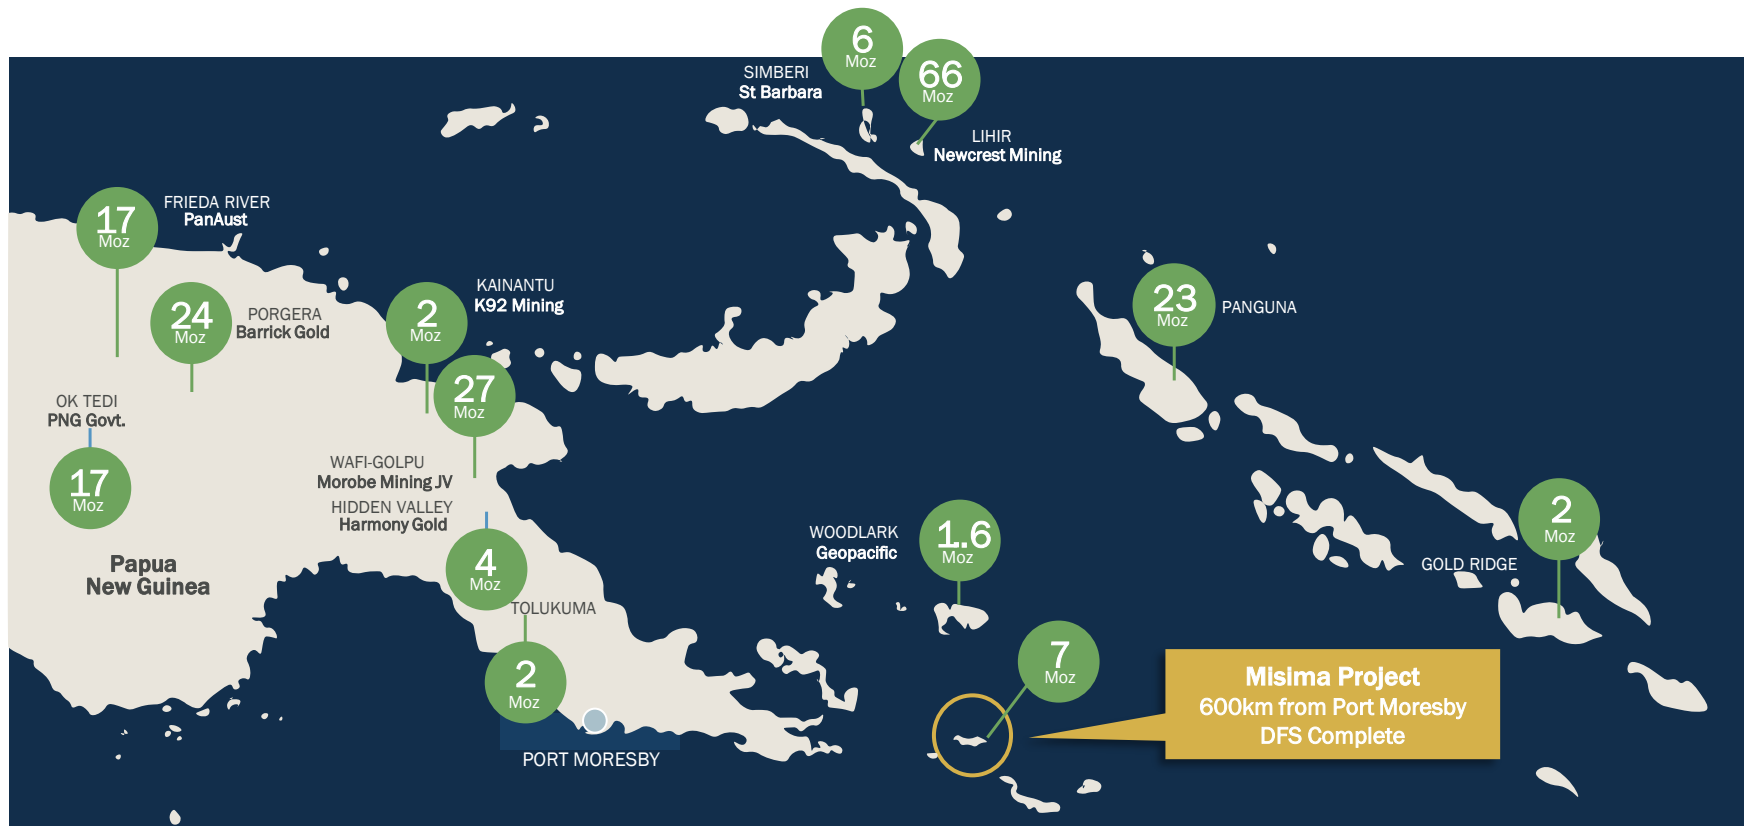 6
Moz
66
Moz
SIMBERI
St Barbara
LIHIR
Newcrest Mining
17
Moz
FRIEDA RIVER
PanAust
24
Moz
PORGERA
Barrick Gold
2
Moz
KAINANTU
K92 Mining
23
Moz
PANGUNA
27
Moz
OK TEDI
PNG Govt.
17
Moz
WAFI-GOLPU
Morobe Mining JV
HIDDEN VALLEY
Harmony Gold
4
Moz
WOODLARK
Geopacific
1.6
Moz
2
Moz
GOLD RIDGE
Papua
New Guinea
TOLUKUMA
2
Moz
PORT MORESBY
7
Moz
Misima Project
600km from Port Moresby
DFS Complete